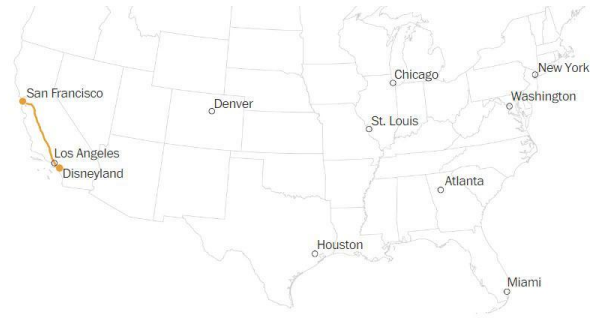 New York
Chicago
San Francisco
Washington
Denver
St. Louis
Los Angeles
Disneyland
Atlanta
Houston
Miami